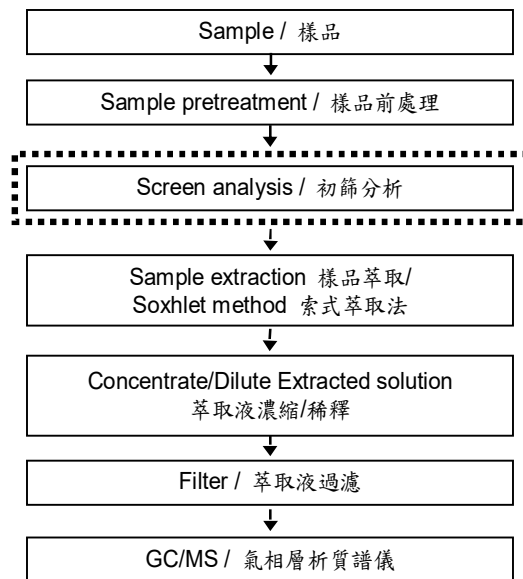 Sample / 樣品
Sample pretreatment / 樣品前處理
Screen analysis / 初篩分析
Sample extraction 樣品萃取/
Soxhlet method 索式萃取法
Concentrate/Dilute Extracted solution
萃取液濃縮/稀釋
Filter / 萃取液過濾
GC/MS / 氣相層析質譜儀